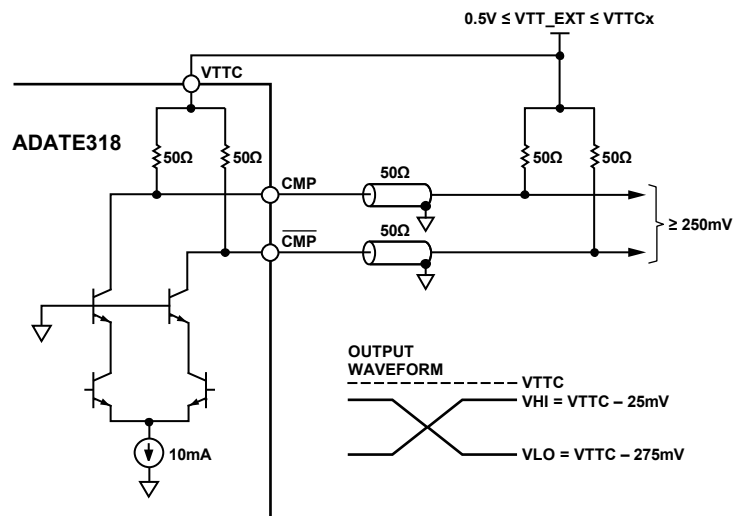 0.5V ≤ VTT_EXT ≤ VTTCx
VTTC
ADATE318
50Ω
50Ω
50Ω
50Ω
CMP
50Ω
≥ 250mV
CMP
50Ω
OUTPUT
WAVEFORM
VTTC
VHI = VTTC – 25mV
VLO = VTTC – 275mV
10mA